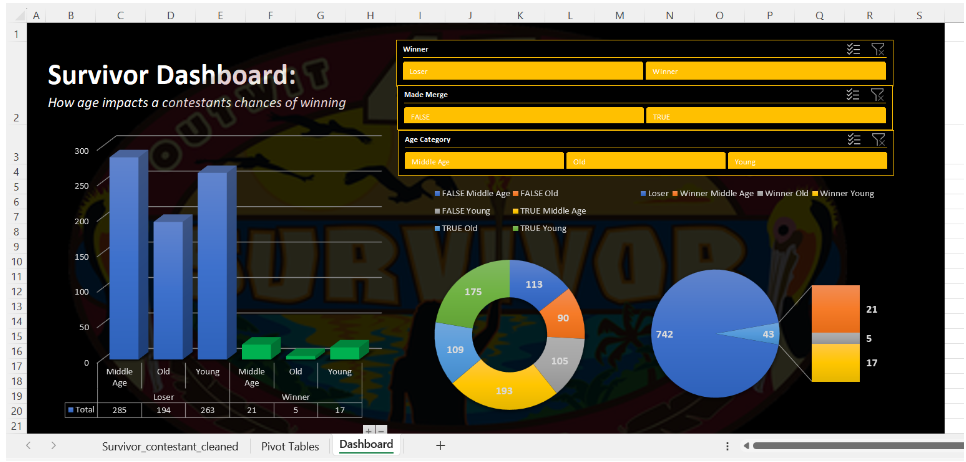 A B C D E F G H I J K L M N O P Q R S
1
2
3
4
5
6
7
8
9
10
11
12
13
14
15
16
17
18
19
20
21
Survivor Dashboard:
How age impacts a contestants chances of winning
Winner
Loser Winner
Made Merge
FALSE TRUE
Age Category
Middle Age Old Young
300
250
200
150
100
50
0
Middle Age Old Young Middle Age Old Young
Loser Winner
Total 285 194 263 21 5 17
FALSE Middle Age FALSE Old
FALSE Young TRUE Middle Age
TRUE Old TRUE Young
113
90
105
193
109
175
Loser Winner Middle Age Winner Old Winner Young
742
43
21
5
17
OUTWIT
SURVIVOR
Survivor_contestant_cleaned Pivot Tables Dashboard +